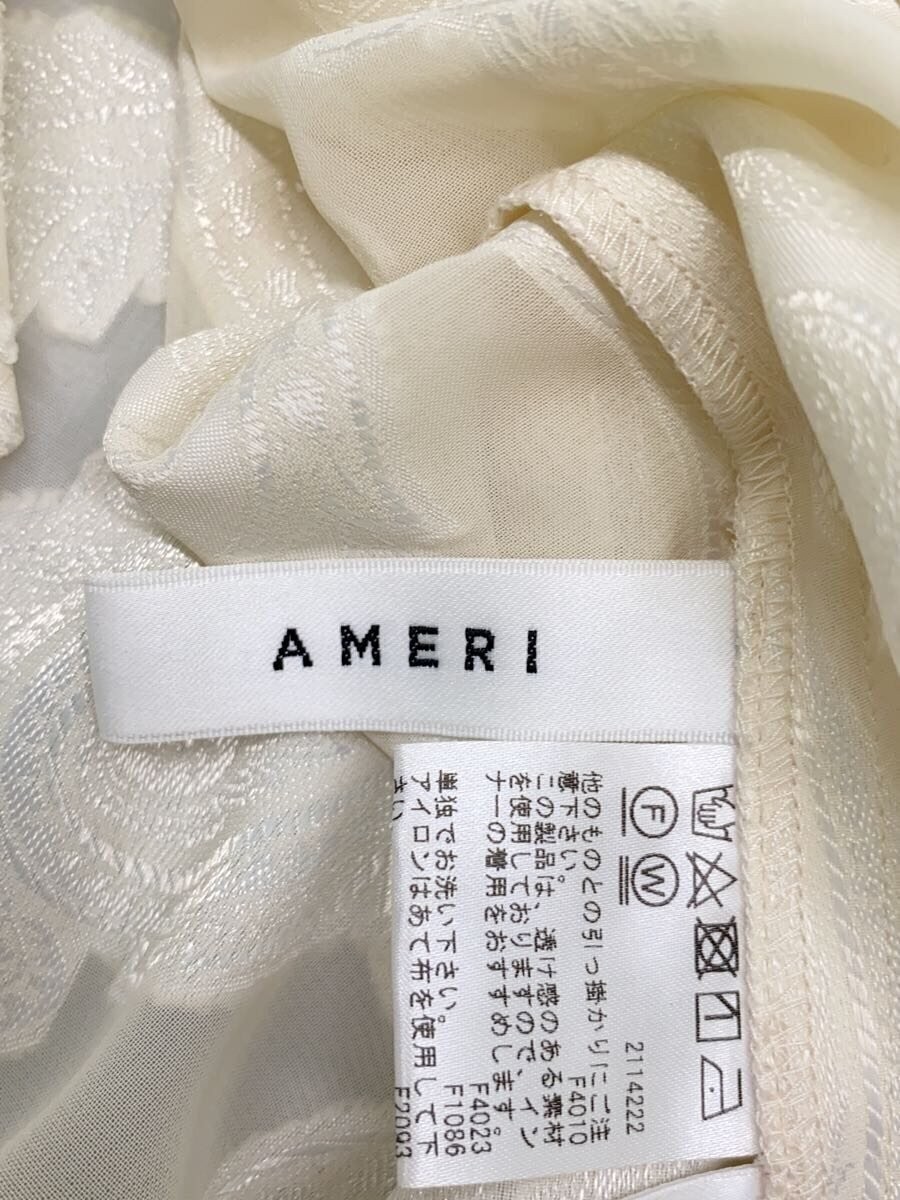 AMERI
2114222
F
W
他のものとの引っ掛かりにご注
意下さい。 F4010
この製品は、透け感のある素材
を使用しておりますので、イン
ナーの着用をおすすめします。
F4023
単独でお洗い下さい。 F1086
アイロンはあて布を使用して下
さい F2093